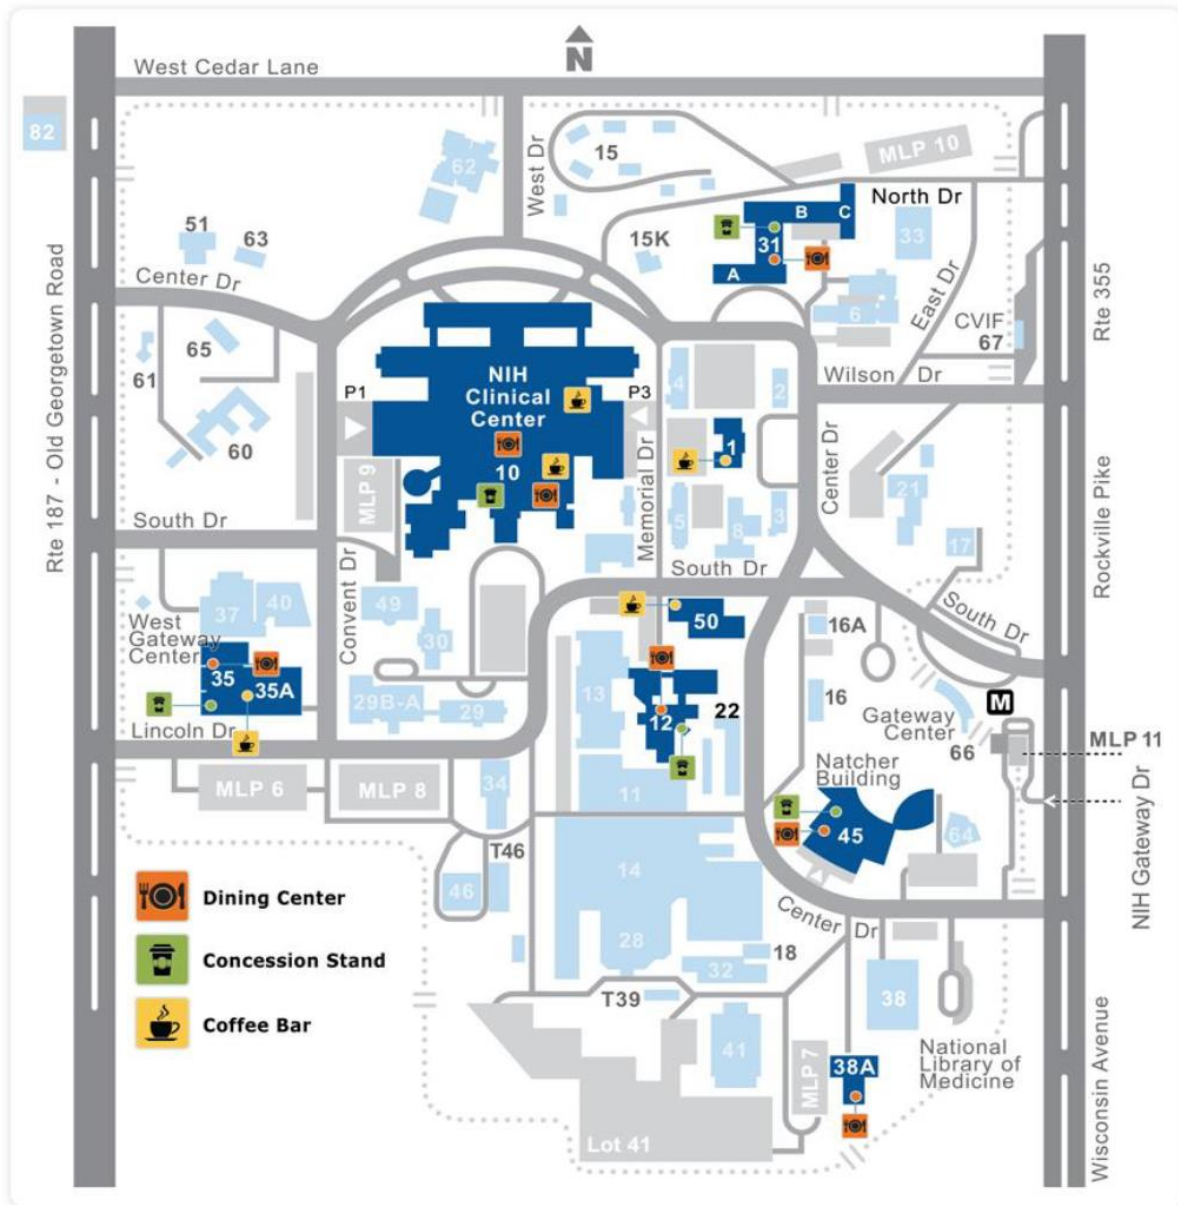 N
West Cedar Lane
82
62
West Dr
15
MLP 10
North Dr
33
51
63
15K
B
C
31
A
Center Dr
Rte 187 - Old Georgetown Road
Rte 355
6
East Dr
CVIF
67
65
61
60
NIH
Clinical
Center
10
P1
P3
4
2
Wilson Dr
1
Center Dr
MLP 9
Memorial Dr
5
8
3
21
17
South Dr
South Dr
South Dr
Rockville Pike
Convent Dr
37
40
49
30
West
Gateway
Center
35
35A
Lincoln Dr
29B-A
29
50
13
12
22
16A
16
M
Gateway
Center
66
MLP 11
Natcher
Building
45
64
NIH Gateway Dr
MLP 6
MLP 8
34
11
T46
46
14
28
18
32
Center Dr
T39
41
38
MLP 7
38A
National
Library of
Medicine
Lot 41
Wisconsin Avenue
Dining Center
Concession Stand
Coffee Bar